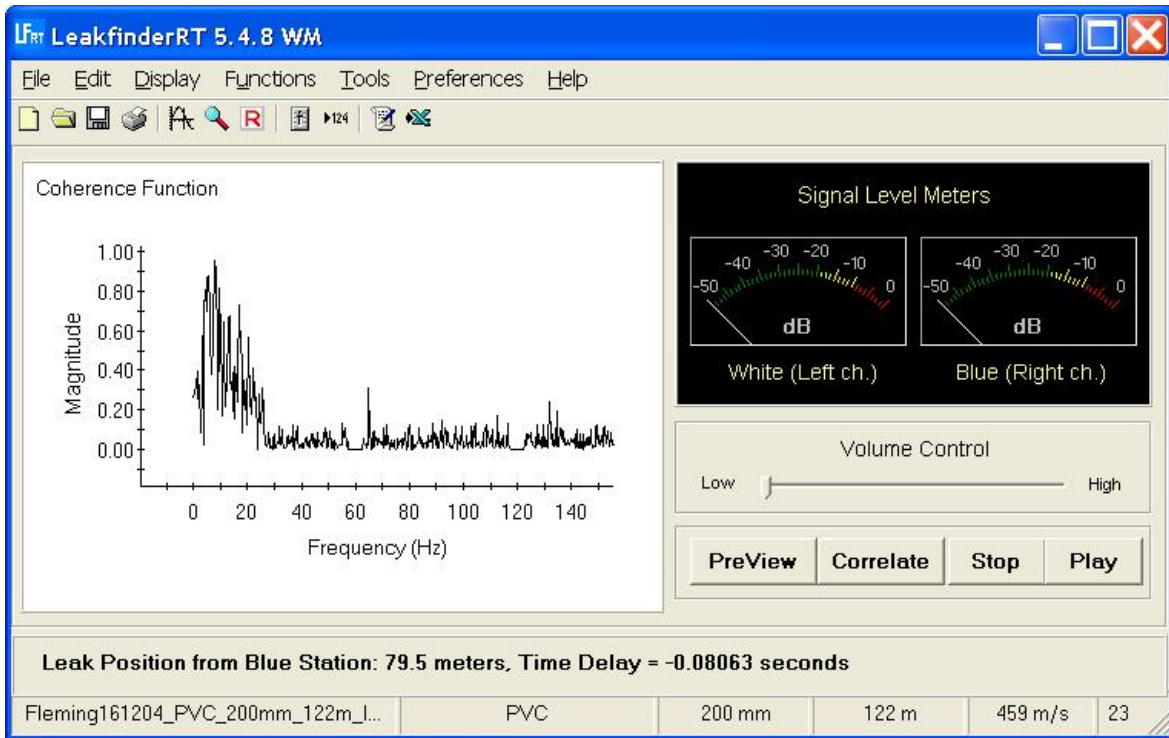 LFRT LeakfinderRT 5.4.8 WM
File Edit Display Functions Tools Preferences Help
R 124
Coherence Function
1.00
0.80
0.60
0.40
0.20
0.00
Magnitude
0 20 40 60 80 100 120 140
Frequency (Hz)
Signal Level Meters
-50 -40 -30 -20 -10 0
dB
White (Left ch.)
-50 -40 -30 -20 -10 0
dB
Blue (Right ch.)
Volume Control
Low High
PreView Correlate Stop Play
Leak Position from Blue Station: 79.5 meters, Time Delay = -0.08063 seconds
Fleming161204_PVC_200mm_122m_l... PVC 200 mm 122 m 459 m/s 23